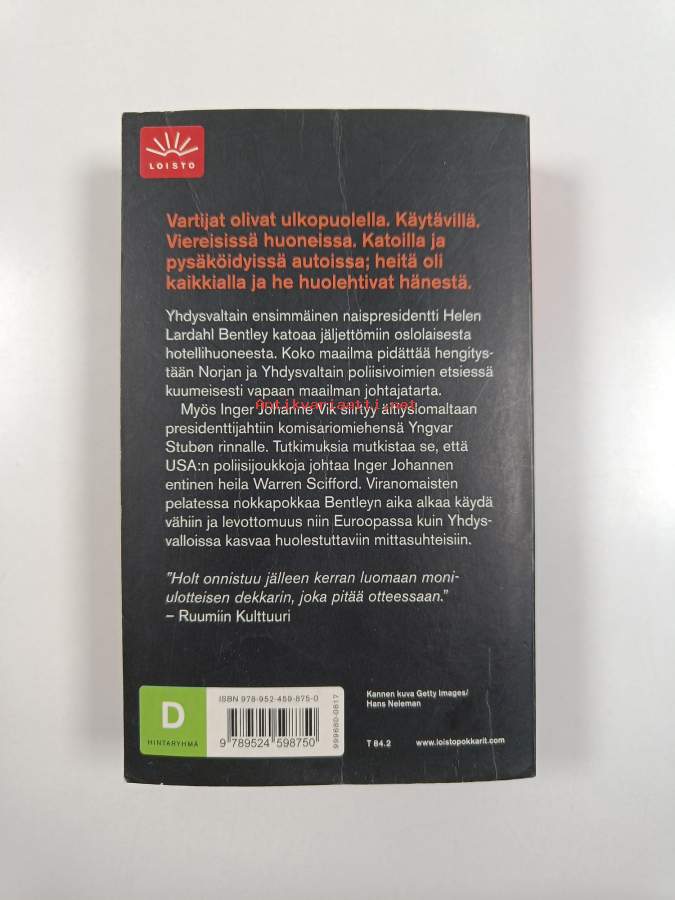 LOISTO
Vartijat olivat ulkopuolella. Käytävillä.
Viereisissä huoneissa. Katoilla ja
pysäköidyissä autoissa; heitä oli
kaikkialla ja he huolehtivat hänestä.
Yhdysvaltain ensimmäinen naispresidentti Helen
Lardahl Bentley katoaa jäljettömiin oslolaisesta
hotellihuoneesta. Koko maailma pidättää hengitys-
tään Norjan ja Yhdysvaltain poliisivoimien etsiessä
kuumeisesti vapaan maailman johtajatarta.
Antikvariaatti.net
Myös Inger Johanne Vik siirtyy äitiyslomaltaan
presidenttijahtiin komisariomiehensä Yngvar
Stubøn rinnalle. Tutkimuksia mutkistaa se, että
USA:n poliisijoukkoja johtaa Inger Johannen
entinen heila Warren Scifford. Viranomaisten
pelatessa nokkapokkaa Bentleyn aika alkaa käydä
vähiin ja levottomuus niin Euroopassa kuin Yhdys-
valloissa kasvaa huolestuttaviin mittasuhteisiin.
"Holt onnistuu jälleen kerran luomaan moni-
ulotteisen dekkarin, joka pitää otteessaan."
– Ruumiin Kulttuuri
D
HINTARYHMÄ
ISBN 978-952-459-875-0
9 789524 598750
999680-0817
Kannen kuva Getty Images/
Hans Neleman
T 84.2
www.loistopokkarit.com